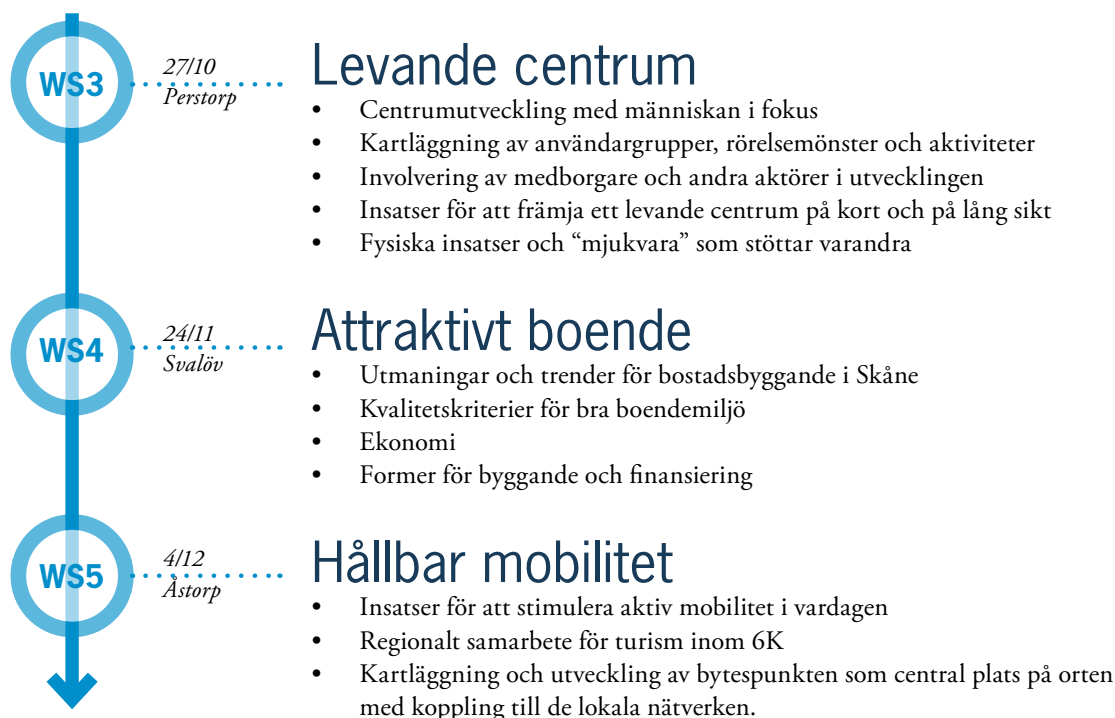 WS3
27/10
Perstorp
Levande centrum
• Centrumutveckling med människan i fokus
• Kartläggning av användargrupper, rörelsemönster och aktiviteter
• Involvering av medborgare och andra aktörer i utvecklingen
• Insatser för att främja ett levande centrum på kort och på lång sikt
• Fysiska insatser och “mjukvara” som stöttar varandra
WS4
24/11
Svalöv
Attraktivt boende
• Utmaningar och trender för bostadsbyggande i Skåne
• Kvalitetskriterier för bra boendemiljö
• Ekonomi
• Former för byggande och finansiering
WS5
4/12
Åstorp
Hållbar mobilitet
• Insatser för att stimulera aktiv mobilitet i vardagen
• Regionalt samarbete för turism inom 6K
• Kartläggning och utveckling av bytespunkten som central plats på orten
med koppling till de lokala nätverken.